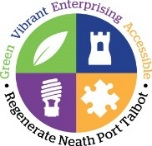 Green Vibrant Enterprising Accessible
• Regenerate Neath Port Talbot •